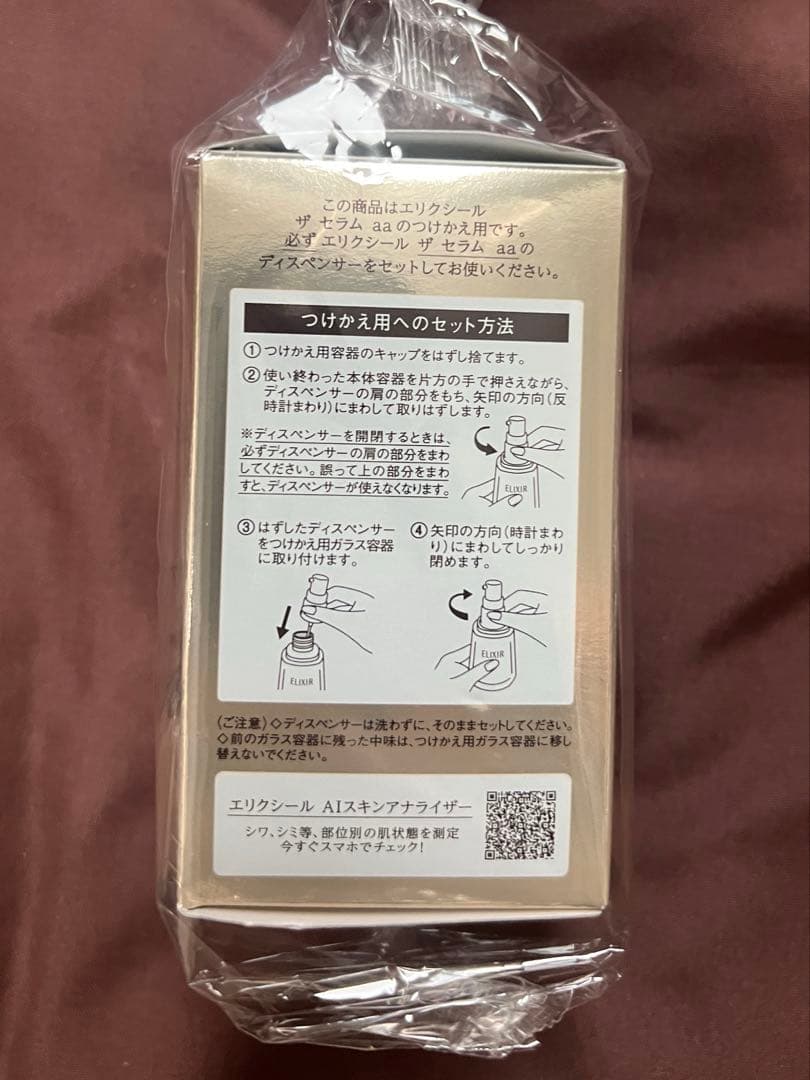 この商品はエリクシール
ザ セラム aaのつけかえ用です。
必ず エリクシール ザ セラム aaの
ディスペンサーをセットしてお使いください。
つけかえ用へのセット方法
①つけかえ用容器のキャップをはずし捨てます。
②使い終わった本体容器を片方の手で押さえながら、
ディスペンサーの肩の部分をもち、矢印の方向(反
時計まわり)にまわして取りはずします。
※ディスペンサーを開閉するときは、
必ずディスペンサーの肩の部分をまわ
してください。誤って上の部分をまわ
すと、ディスペンサーが使えなくなります。
ELIXIR
③はずしたディスペンサー
をつけかえ用ガラス容器
に取り付けます。
ELIXIR
④矢印の方向(時計まわ
り)にまわしてしっかり
閉めます。
ELIXIR
(ご注意)◇ディスペンサーは洗わずに、そのままセットしてください。
◇前のガラス容器に残った中味は、つけかえ用ガラス容器に移し
替えないでください。
エリクシール AIスキンアナライザー
シワ、シミ等、部位別の肌状態を測定
今すぐスマホでチェック!